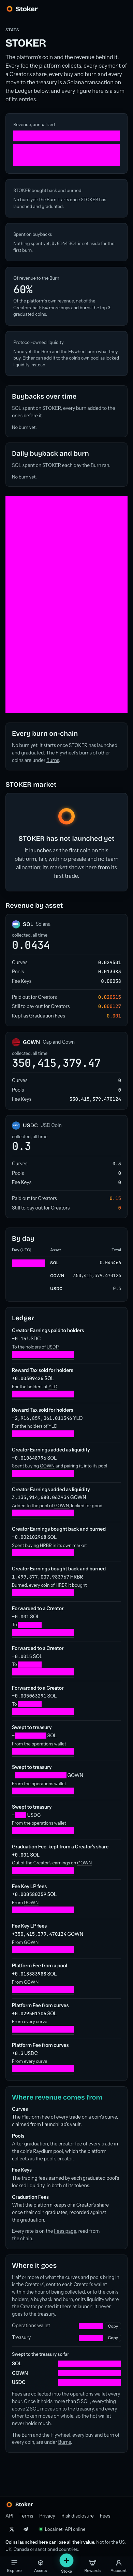 Stoker
STATS
STOKER
The platform's coin and the revenue behind it.
Every fee the platform collects, every payment of
a Creator's share, every buy and burn and every
move to the treasury is a Solana transaction on
the Ledger below, and every figure here is a sum
of its entries.
Revenue, annualized
STOKER bought back and burned
No burn yet: the Burn starts once STOKER has
launched and graduated.
Spent on buybacks
Nothing spent yet:
SOL is set aside for the
first burn.
Of revenue to the Burn
60%
Of the platform's own revenue, net of the
Creators' half; 5% more buys and burns the top 3
graduated coins.
Protocol-owned liquidity
None yet: the Burn and the Flywheel burn what they
buy. Either can add it to the coin's own pool as locked
liquidity instead.
Buybacks over time
SOL spent on STOKER, every burn added to the
ones before it.
No burn yet.
Daily buyback and burn
SOL spent on STOKER each day the Burn ran.
No burn yet.
Every burn on-chain
No burn yet. It starts once STOKER has launched
and graduated. The Flywheel's burns of other
coins are under Burns.
STOKER market
STOKER has not launched yet
It launches as the first coin on this
platform, fair, with no presale and no team
allocation; its market shows here from its
first trade.
Revenue by asset
SOL Solana
collected, all time
0.0434
Curves 0.029501
Pools 0.013383
Fee Keys 0.00058
Paid out for Creators 0.020315
Still to pay out for Creators 0.000127
Kept as Graduation Fees 0.001
GOWN Cap and Gown
collected, all time
350,415,379.47
Curves 0
Pools 0
Fee Keys 350,415,379.470124
USDC USD Coin
collected, all time
0.3
Curves 0.3
Pools 0
Fee Keys 0
Paid out for Creators 0.15
Still to pay out for Creators 0
By day
Day (UTC) Asset Total
SOL 0.043466
GOWN 350,415,379.470124
USDC 0.3
Ledger
Creator Earnings paid to holders
-0.15 USDC
To the holders of USDP
Reward Tax sold for holders
+0.00309426 SOL
For the holders of YLD
Reward Tax sold for holders
-2,916,859,061.011346 YLD
For the holders of YLD
Creator Earnings added as liquidity
-0.010648796 SOL
Spent buying GOWN and pairing it, into its pool
Creator Earnings added as liquidity
Added to the pool of GOWN, locked for good
Creator Earnings bought back and burned
-0.002102968 SOL
Spent buying HRBR in its own market
Creator Earnings bought back and burned
Burned, every coin of HRBR it bought
Forwarded to a Creator
-0.001 SOL
To
Forwarded to a Creator
-0.0015 SOL
To
Forwarded to a Creator
-0.005063291 SOL
To
Swept to treasury
SOL
From the operations wallet
Swept to treasury
GOWN
From the operations wallet
Swept to treasury
USDC
From the operations wallet
Graduation Fee, kept from a Creator's share
+0.001 SOL
Out of the Creator's earnings on GOWN
Fee Key LP fees
+0.000580359 SOL
From GOWN
Fee Key LP fees
+350,415,379.470124 GOWN
From GOWN
Platform Fee from a pool
+0.013383988 SOL
From GOWN
Platform Fee from curves
+0.029501786 SOL
From every curve
Platform Fee from curves
+0.3 USDC
From every curve
Where revenue comes from
Curves
The Platform Fee of every trade on a coin's curve,
claimed from LaunchLab's vault.
Pools
After graduation, the creator fee of every trade in
the coin's Raydium pool, which the platform
collects as the pool's creator.
Fee Keys
The trading fees earned by each graduated pool's
locked liquidity, in both of its tokens.
Graduation Fees
What the platform keeps of a Creator's share
once their coin graduates, recorded against
the graduation.
Every rate is on the Fees page, read from
the chain.
Where it goes
Half or more of what the curves and pools bring in
is the Creators', sent to each Creator's wallet
within the hour of being collected, or to the coin's
holders, a buyback and burn, or its liquidity where
the Creator pointed it there at launch; it never
goes to the treasury.
Operations wallet Copy
Treasury Copy
Swept to the treasury so far
SOL
GOWN
USDC
Fees are collected into the operations wallet every
hour. Once it holds more than 5 SOL, everything
above 2 SOL moves on to the treasury, and every
other token moves on whole, so the hot wallet
never holds much.
The Burn and the Flywheel, every buy and burn of
every coin, are under Burns.
Stoker
API Terms Privacy Risk disclosure Fees
Localnet · API online
Coins launched here can lose all their value. Not for the US,
UK, Canada or sanctioned countries
Explore Assets Strike Rewards Account